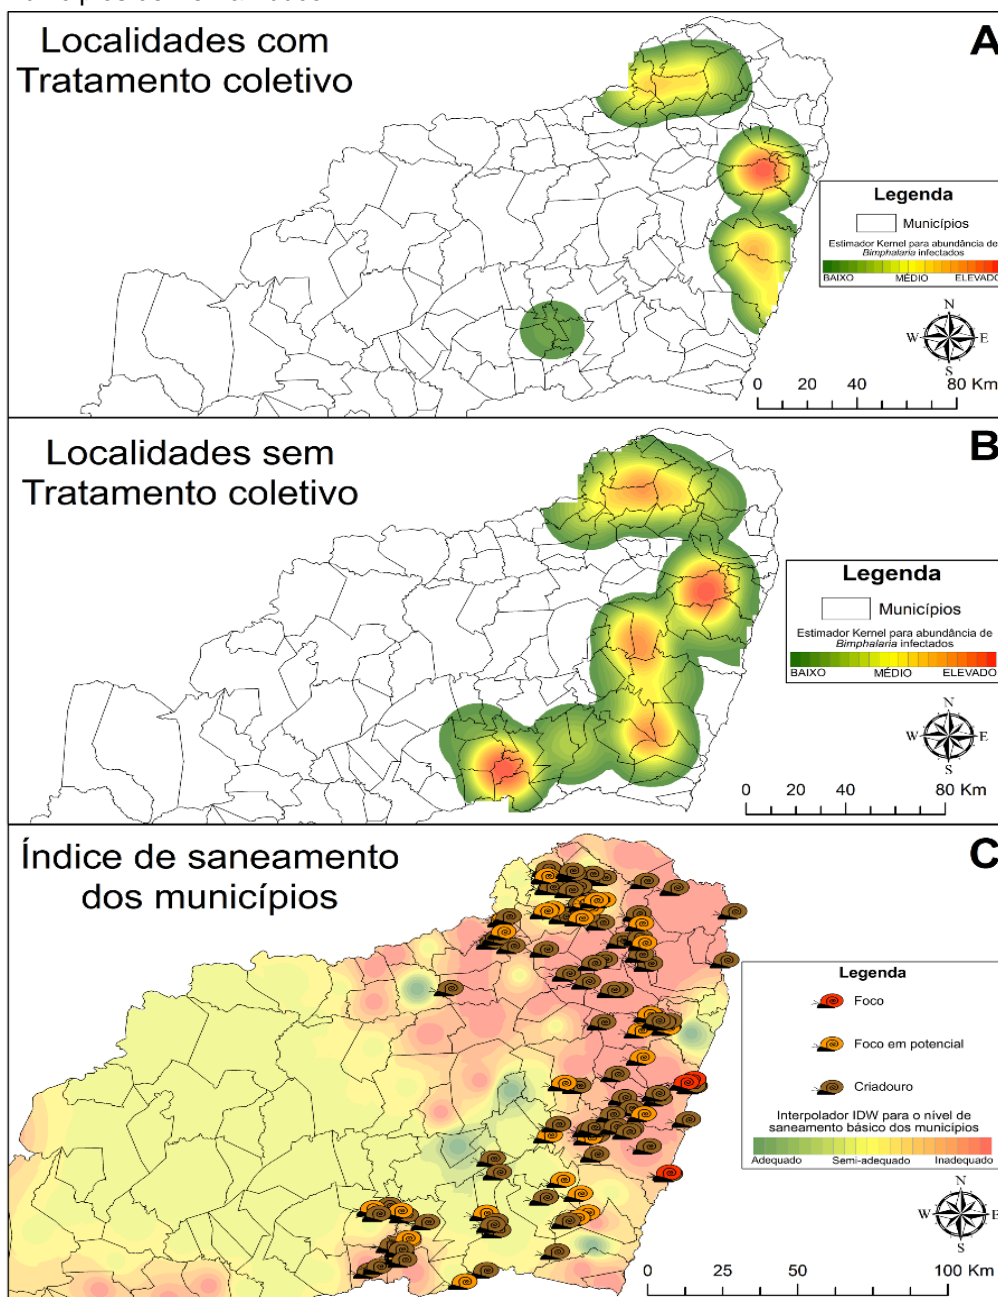 Localidades com
Tratamento coletivo
A
Legenda
Municípios
Estimador Kernel para abundância de
Bimphalaria infectados
BAIXO MÉDIO ELEVADO
N
W E
S
0 20 40 80 Km
Localidades sem
Tratamento coletivo
B
Legenda
Municípios
Estimador Kernel para abundância de
Bimphalaria infectados
BAIXO MÉDIO ELEVADO
N
W E
S
0 20 40 80 Km
Índice de saneamento
dos municípios
C
Legenda
Foco
Foco em potencial
Criadouro
Interpolador IDW para o nível de
saneamento básico dos municípios
Adequado Semi-adequado Inadequado
N
W E
S
0 25 50 100 Km